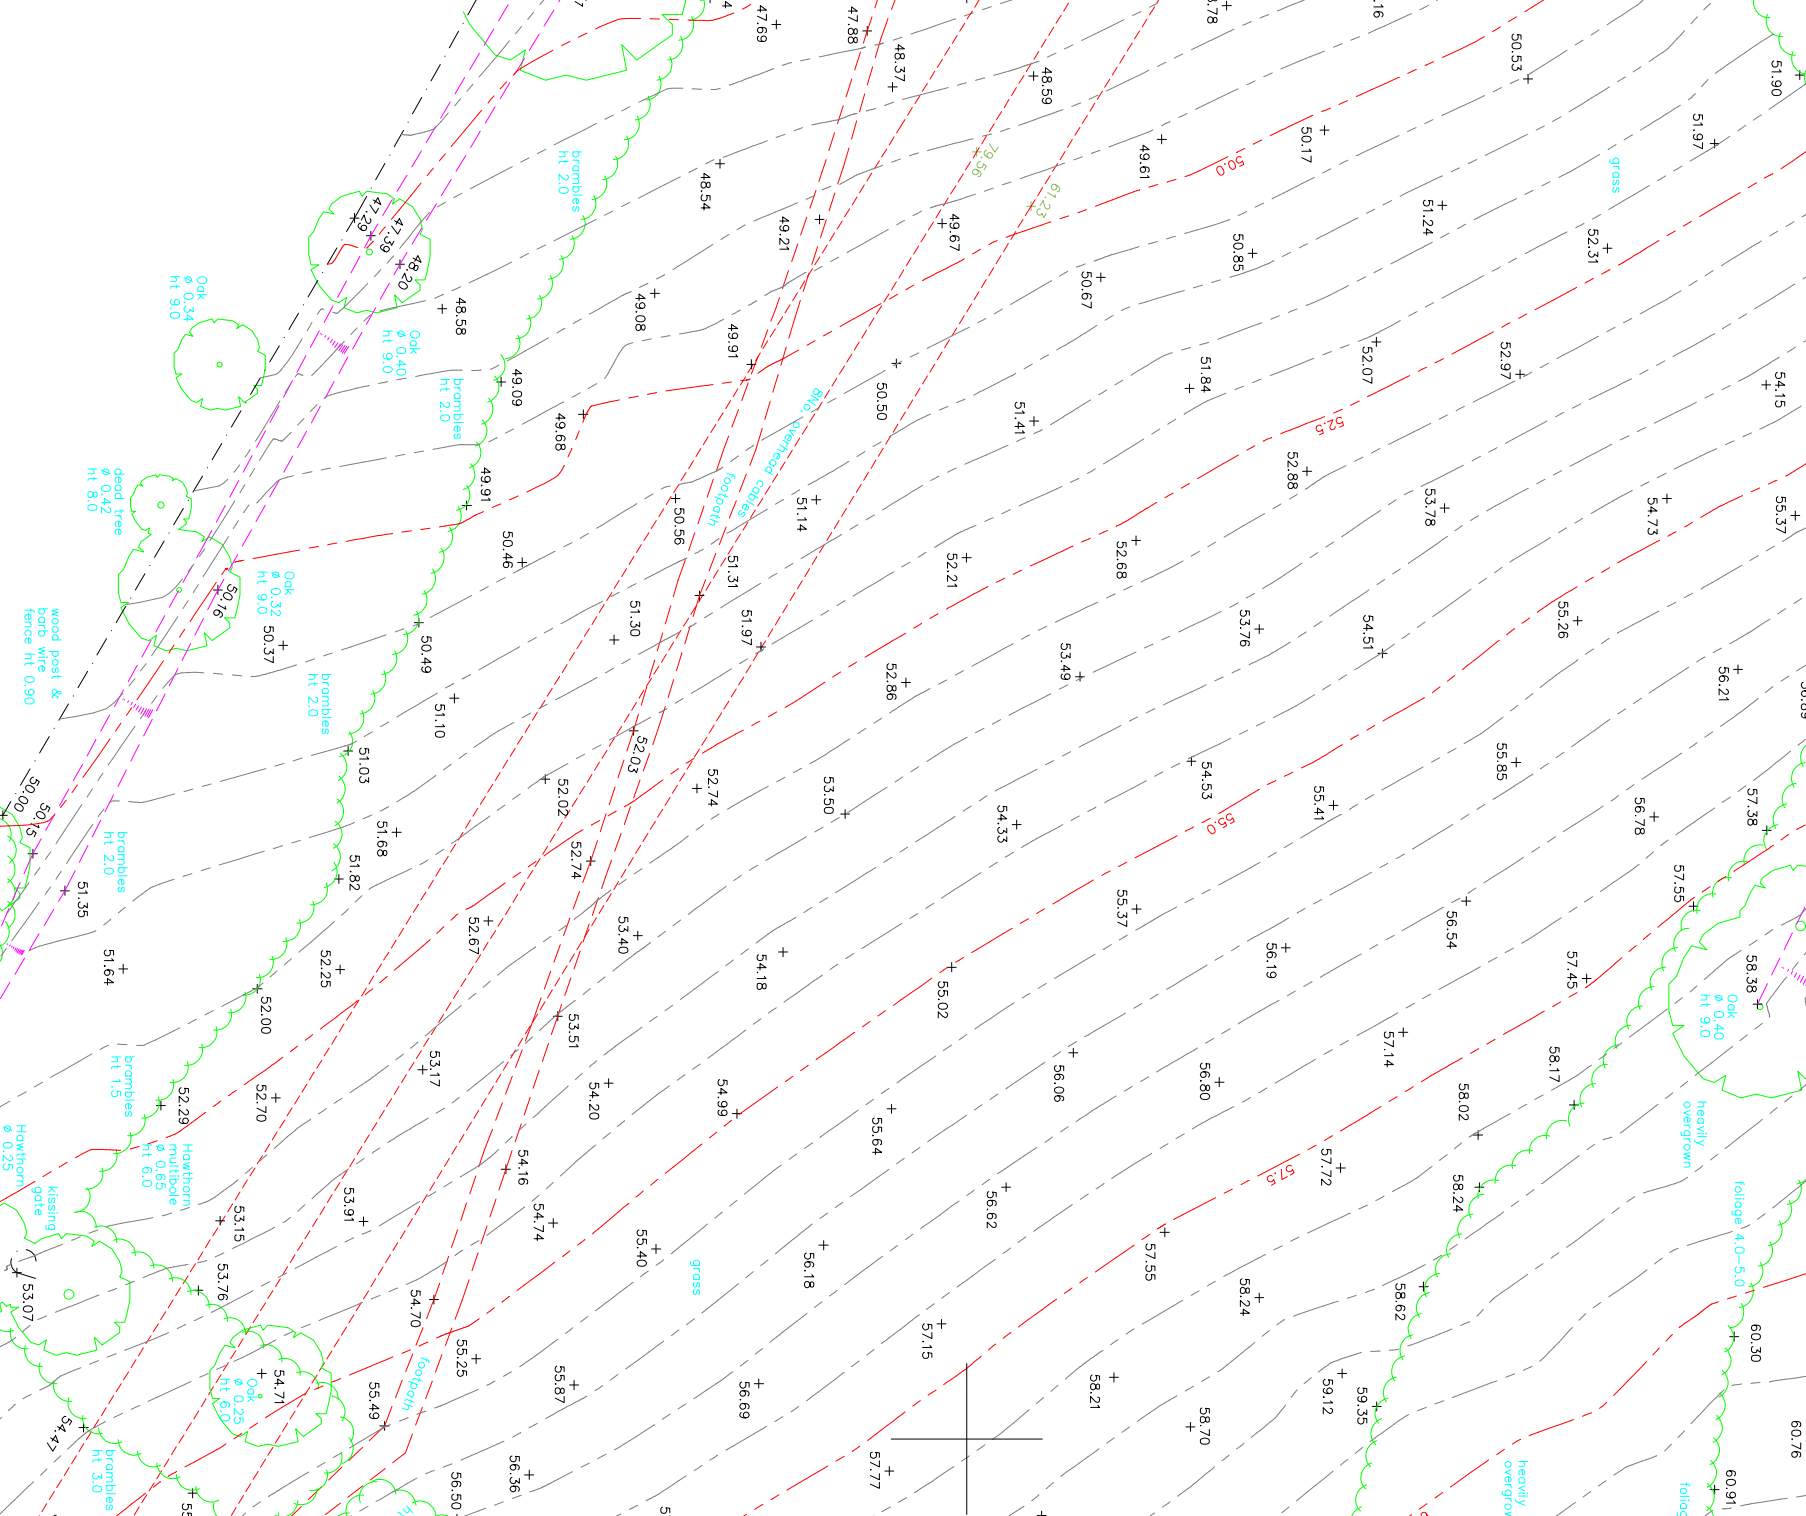 47.69
47.88
48.37
48.59
50.53
51.90
51.97
50.17
49.61
50.0
79.56
61.23
grass
brambles
ht 2.0
48.54
49.21
49.67
51.24
50.85
52.31
47.29
47.39
48.20
Oak
ø 0.34
ht 9.0
48.58
49.08
50.67
Oak
ø 0.40
ht 9.0
49.91
50.50
51.84
52.07
52.97
54.15
brambles
ht 2.0
49.09
49.68
8No. overhead cables
footpath
51.41
52.5
dead tree
ø 0.42
ht 8.0
49.91
50.46
50.56
51.14
52.88
53.78
54.73
55.37
52.21
52.68
51.31
Oak
ø 0.32
ht 9.0
50.16
50.37
50.49
51.30
51.97
52.86
53.49
53.76
54.51
55.26
56.21
wood post &
barb wire
fence ht 0.90
brambles
ht 2.0
51.10
51.03
52.03
52.02
52.74
53.50
54.33
54.53
55.0
55.41
55.85
56.78
57.38
50.00
50.15
brambles
ht 2.0
51.68
51.82
52.74
51.35
51.64
52.25
52.67
53.40
54.18
55.02
55.37
56.19
56.54
57.45
57.55
58.38
Oak
ø 0.40
ht 9.0
52.00
53.51
brambles
ht 1.5
52.29
52.70
53.17
54.20
54.99
55.64
56.06
56.80
57.14
58.02
58.17
heavily
overgrown
Hawthorn
ø 0.25
Hawthorn
multibole
ø 0.65
ht 6.0
kissing
gate
53.15
53.91
54.16
54.74
55.40
grass
56.18
56.62
57.55
57.5
57.72
58.24
58.24
58.62
foliage 4.0-5.0
53.07
53.76
54.70
55.25
54.71
Oak
ø 0.25
ht 6.0
footpath
55.49
55.87
56.69
57.15
58.21
58.70
59.12
59.35
60.30
60.76
54.47
brambles
ht 3.0
56.50
56.36
57.77
heavily
60.91